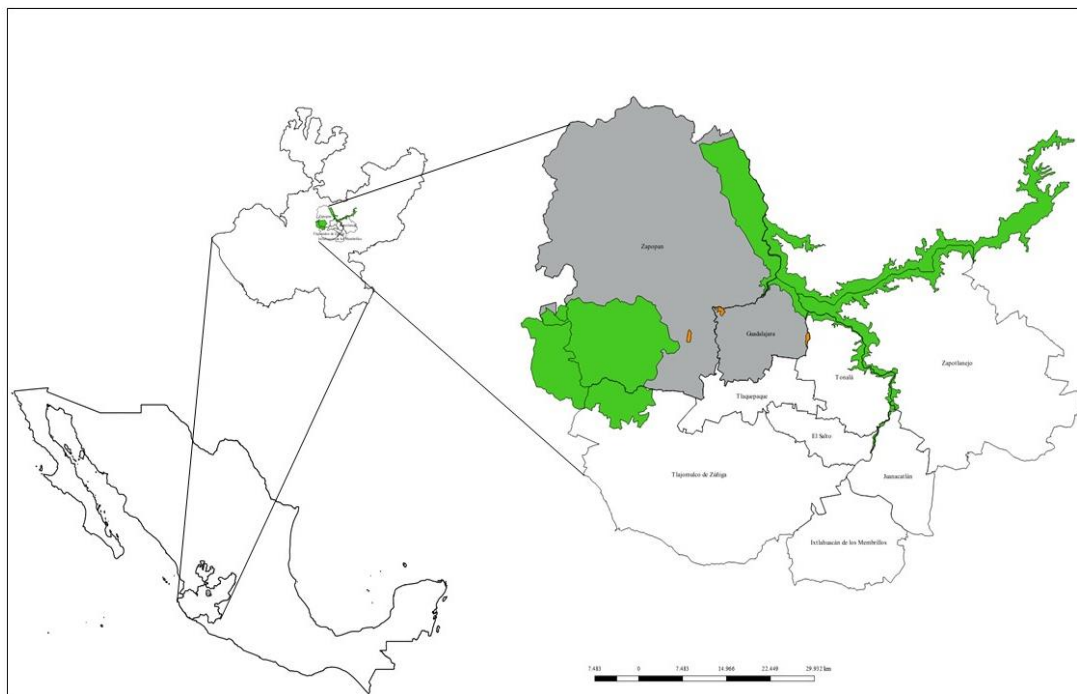 Zapopan
Guadalajara
Zapotlanejo
Tonalá
Tlaquepaque
El Salto
Tlajomulco de Zúñiga
Juanacatlán
Ixtlahuacán de los Membrillos
7.483 0 7.483 14.966 22.449 29.932 km